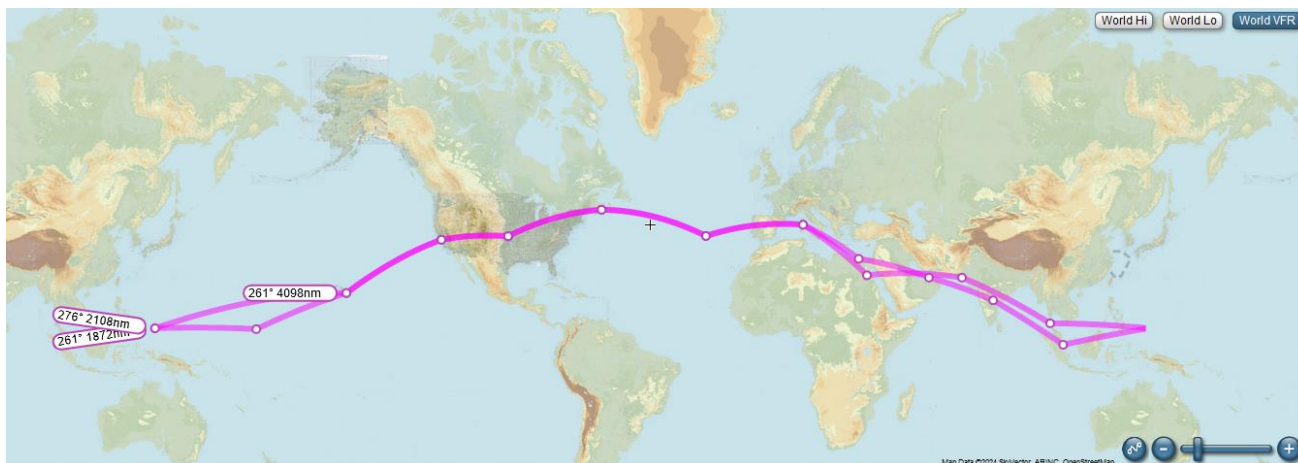 World Hi World Lo World VFR
261° 4098nm
276° 2108nm
261° 1872nm
Map Data ©2024 SkyVector, ARINC, OpenStreetMap